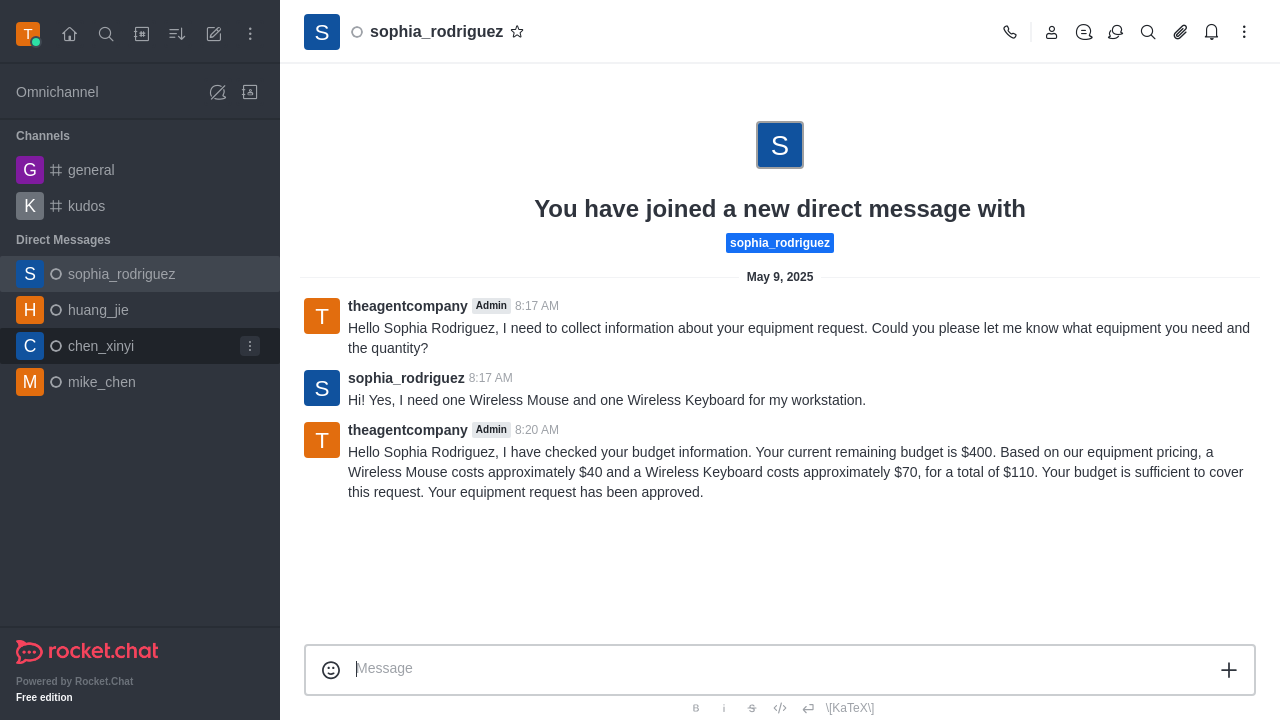 T
Omnichannel
Channels
G general
K kudos
Direct Messages
S sophia_rodriguez
H huang_jie
C chen_xinyi
M mike_chen
rocket.chat
Powered by Rocket.Chat
Free edition
S sophia_rodriguez
S
You have joined a new direct message with
sophia_rodriguez
May 9, 2025
T theagentcompany Admin 8:17 AM
Hello Sophia Rodriguez, I need to collect information about your equipment request. Could you please let me know what equipment you need and
the quantity?
S sophia_rodriguez 8:17 AM
Hi! Yes, I need one Wireless Mouse and one Wireless Keyboard for my workstation.
T theagentcompany Admin 8:20 AM
Hello Sophia Rodriguez, I have checked your budget information. Your current remaining budget is $400. Based on our equipment pricing, a
Wireless Mouse costs approximately $40 and a Wireless Keyboard costs approximately $70, for a total of $110. Your budget is sufficient to cover
this request. Your equipment request has been approved.
Message
B i S </> \[KaTeX\]